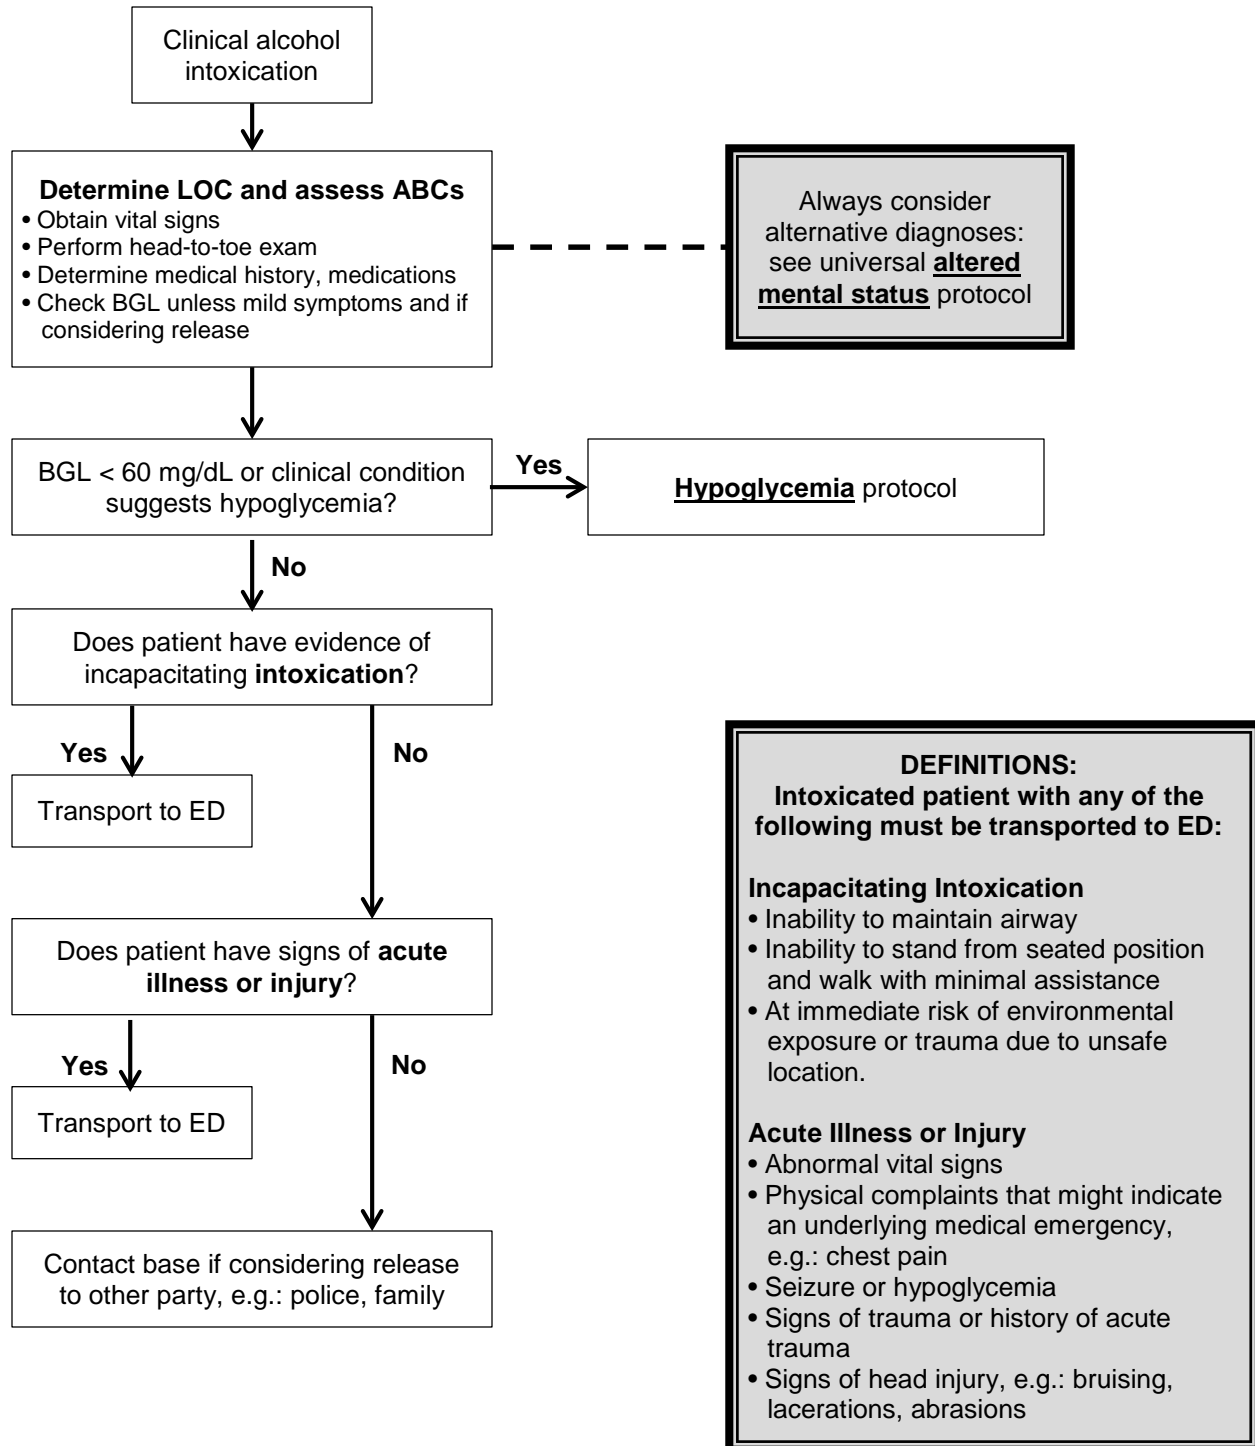 Clinical alcohol
intoxication
Determine LOC and assess ABCs
• Obtain vital signs
• Perform head-to-toe exam
• Determine medical history, medications
• Check BGL unless mild symptoms and if
considering release
Always consider
alternative diagnoses:
see universal altered
mental status protocol
BGL < 60 mg/dL or clinical condition
suggests hypoglycemia?
Yes
Hypoglycemia protocol
No
Does patient have evidence of
incapacitating intoxication?
Yes
No
Transport to ED
Does patient have signs of acute
illness or injury?
Yes
No
Transport to ED
Contact base if considering release
to other party, e.g.: police, family
DEFINITIONS:
Intoxicated patient with any of the
following must be transported to ED:
Incapacitating Intoxication
• Inability to maintain airway
• Inability to stand from seated position
and walk with minimal assistance
• At immediate risk of environmental
exposure or trauma due to unsafe
location.
Acute Illness or Injury
• Abnormal vital signs
• Physical complaints that might indicate
an underlying medical emergency,
e.g.: chest pain
• Seizure or hypoglycemia
• Signs of trauma or history of acute
trauma
• Signs of head injury, e.g.: bruising,
lacerations, abrasions